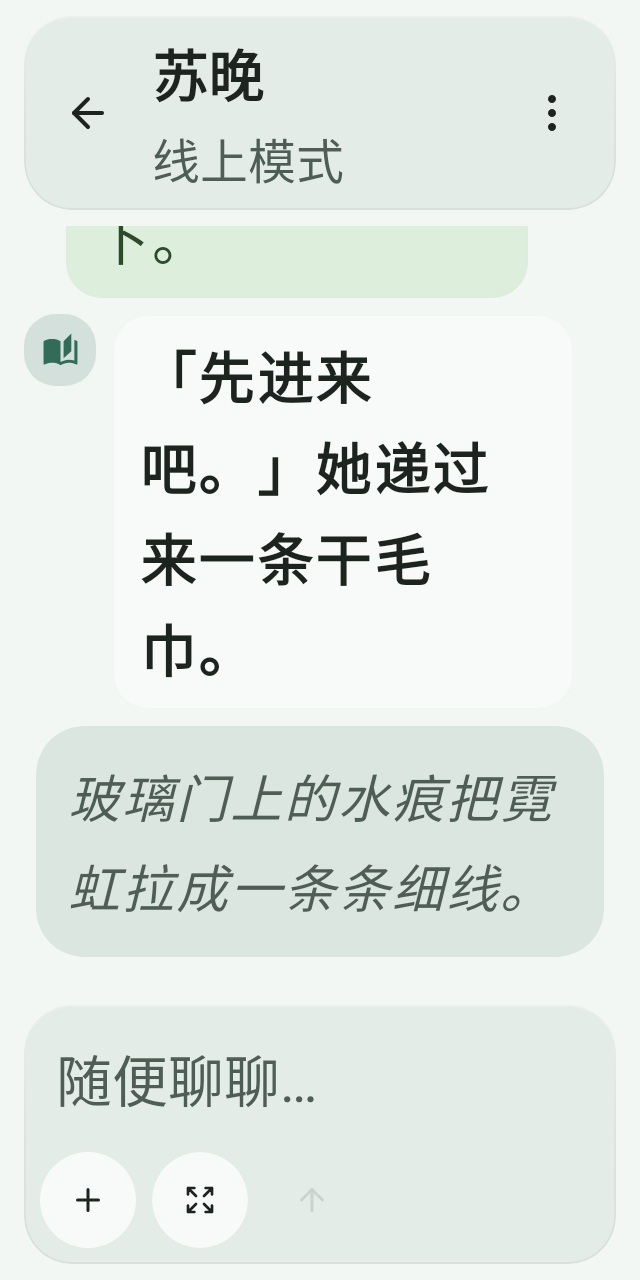 苏晚
线上模式
下。
「先进来
吧。」她递过
来一条干毛
巾。
玻璃门上的水痕把霓
虹拉成一条条细线。
随便聊聊...